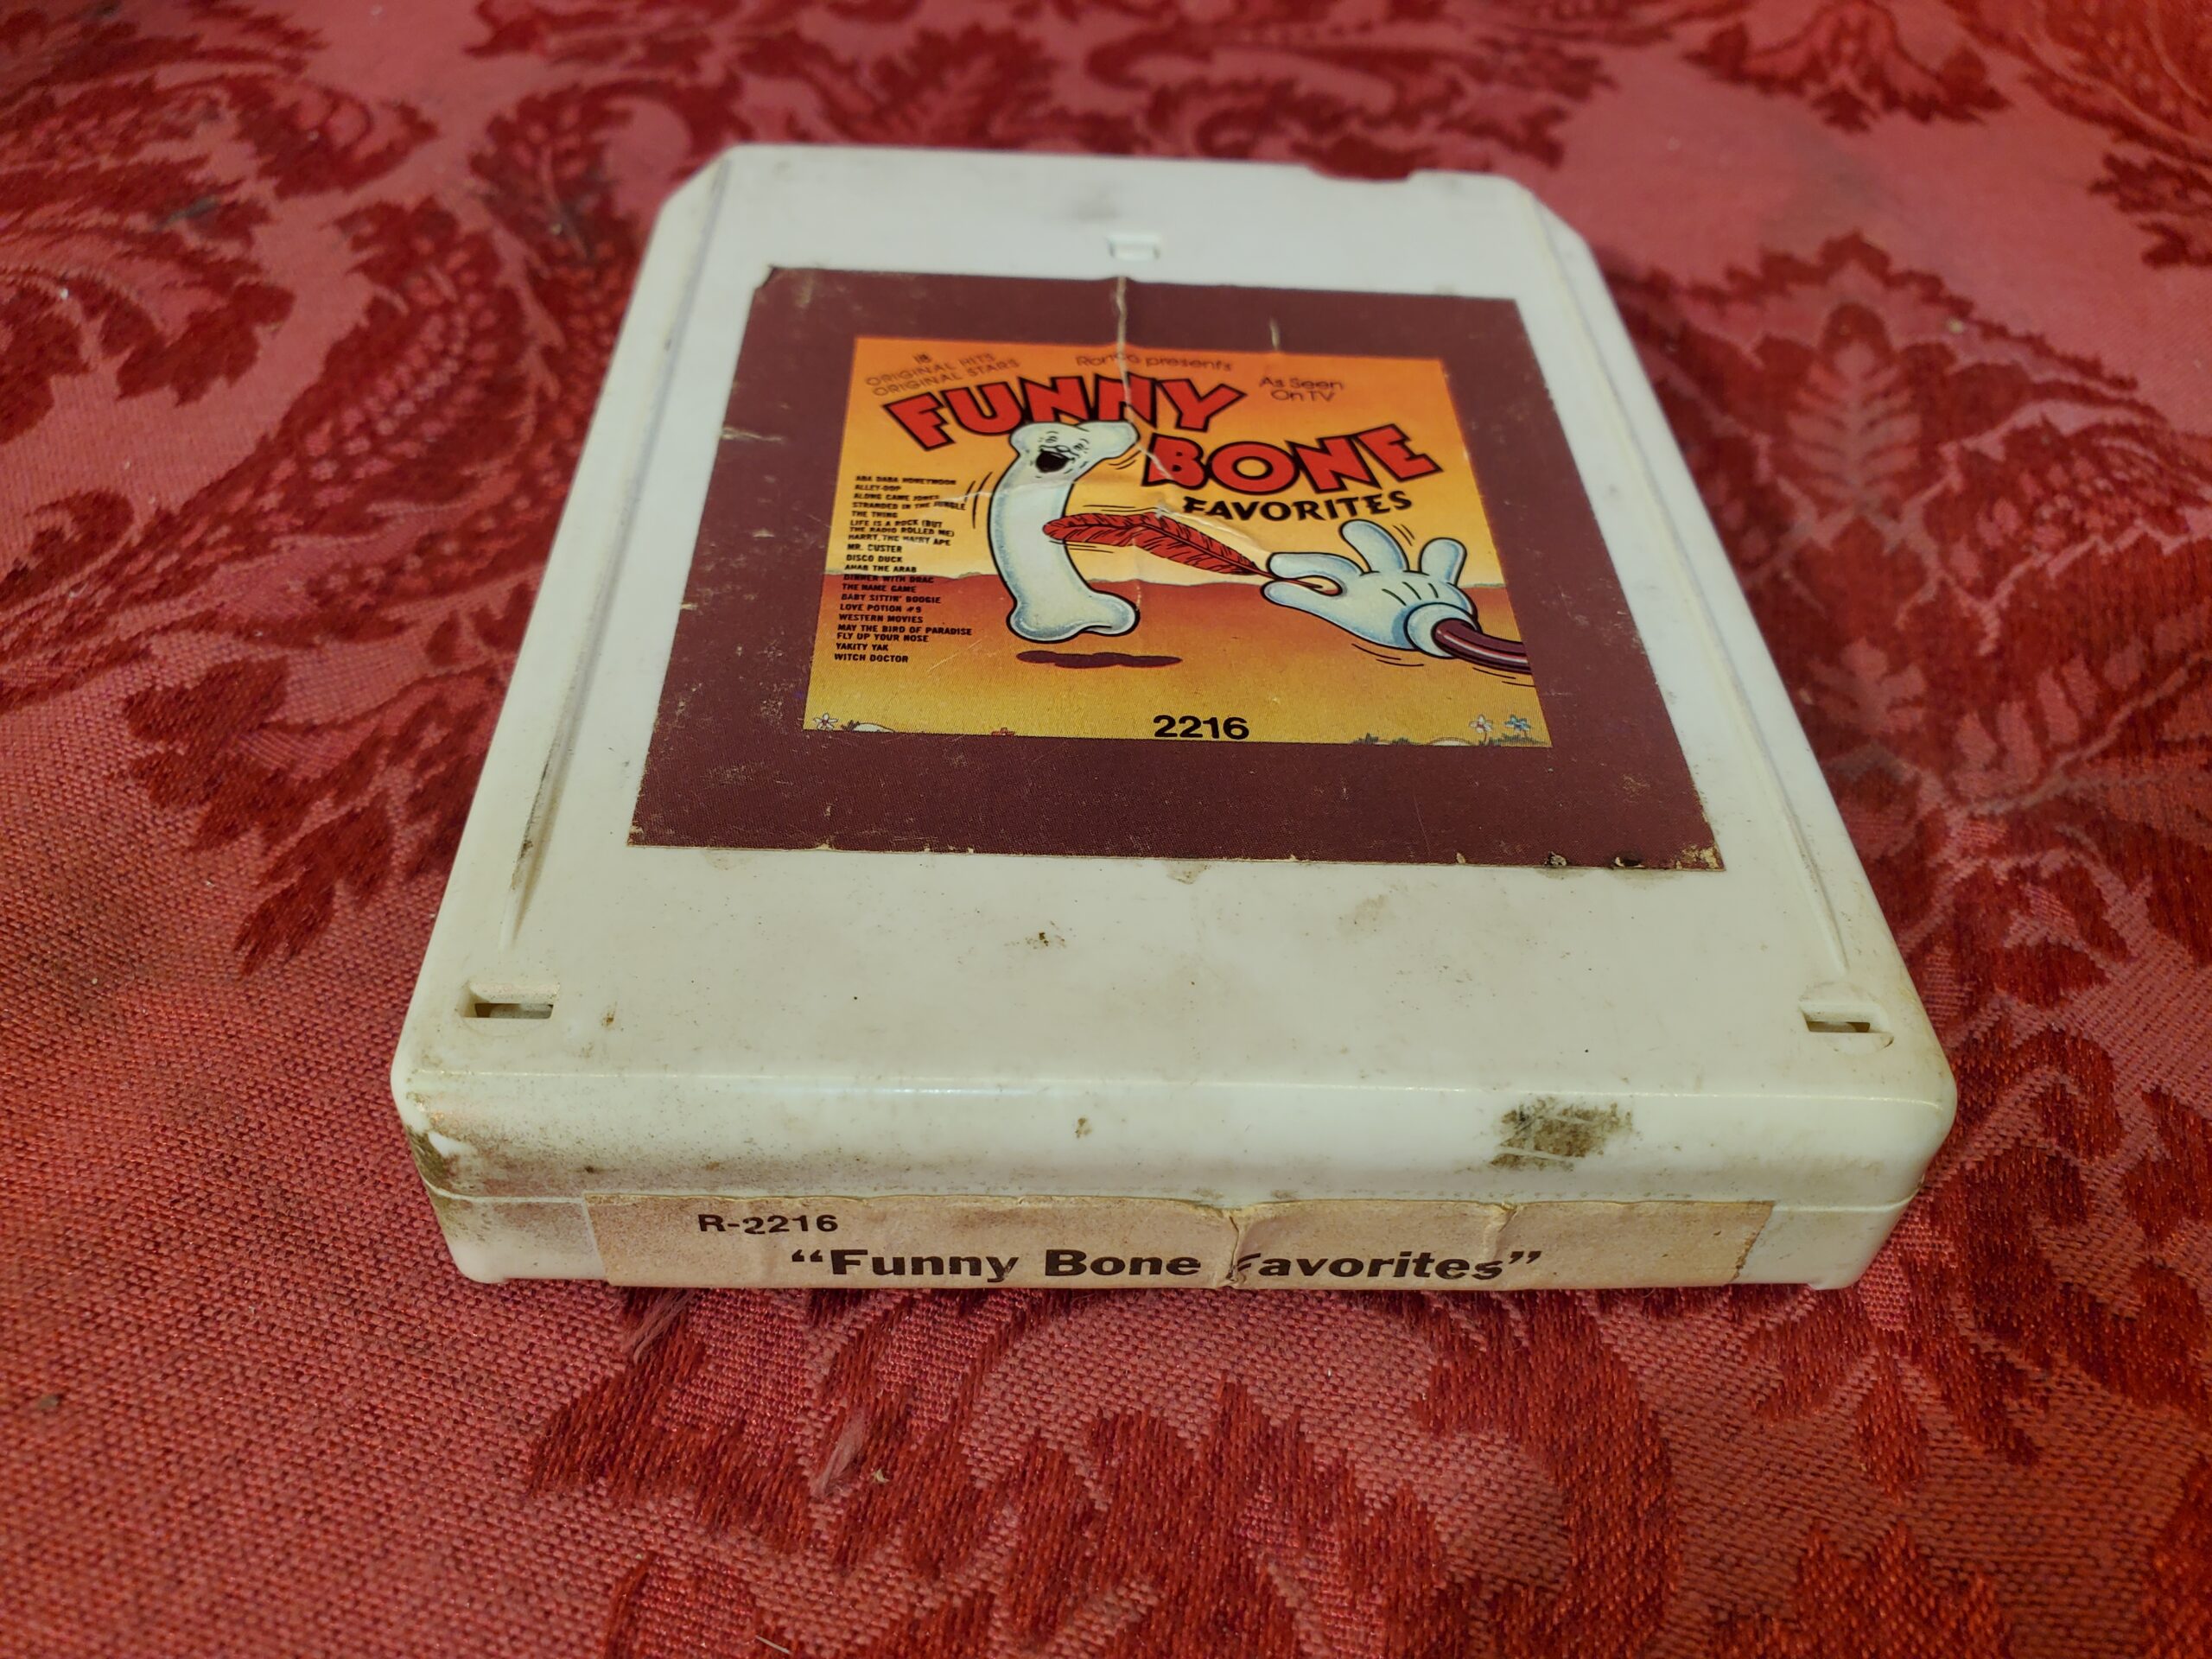 18
ORIGINAL HITS
ORIGINAL STARS
Ronco presents
As Seen
On TV
FUNNY
BONE
FAVORITES
ABA DABA HONEYMOON
ALLEY-OOP
ALONG CAME JONES
STRANDED IN THE JUNGLE
THE THING
LIFE IS A ROCK (BUT
THE RADIO ROLLED ME)
HARRY, THE HAIRY APE
MR. CUSTER
DISCO DUCK
AHAB THE ARAB
DINNER WITH DRAC
THE NAME GAME
BABY SITTIN' BOOGIE
LOVE POTION #9
WESTERN MOVIES
MAY THE BIRD OF PARADISE
FLY UP YOUR NOSE
YAKITY YAK
WITCH DOCTOR
2216
R-2216
“Funny Bone Favorites”